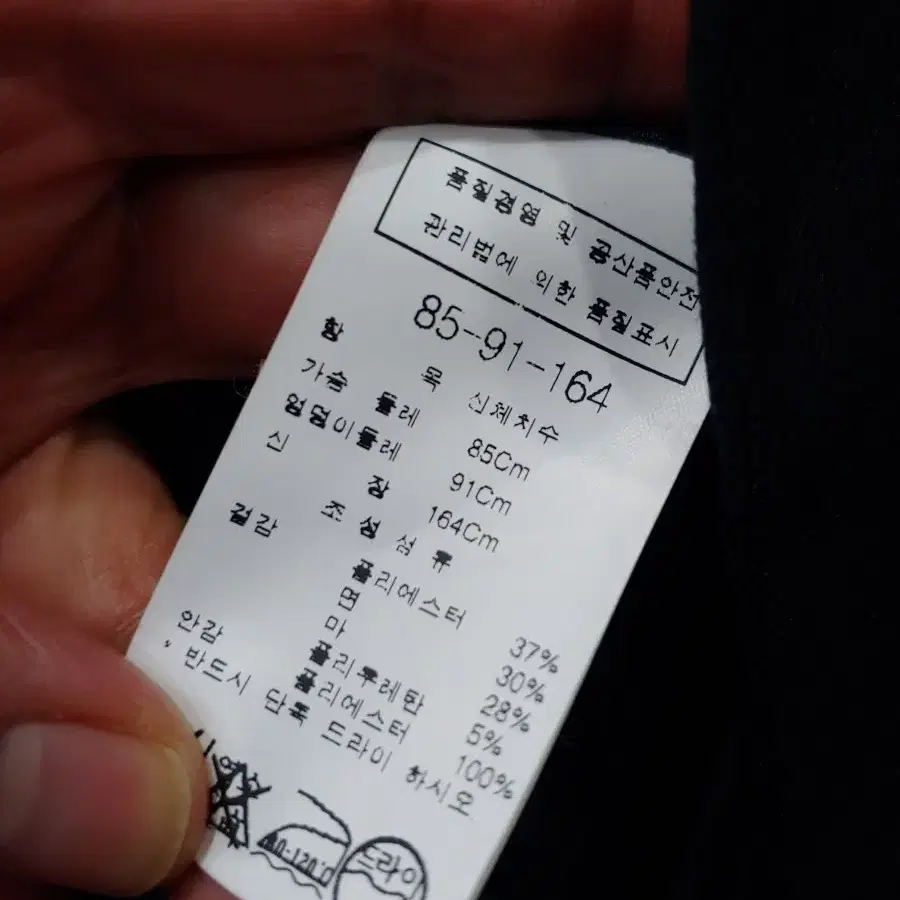 품질경영 및 공산품안전
관리법에 의한 품질표시
85-91-164
항 목 신체치수
가슴 둘레 85Cm
엉덩이둘레 91Cm
신 장 164Cm
조 성 섬 유
겉감 폴리에스터 37%
면 30%
마 28%
폴리우레탄 5%
안감 폴리에스터 100%
* 반드시 단독 드라이 하시오
80-120℃
드라이